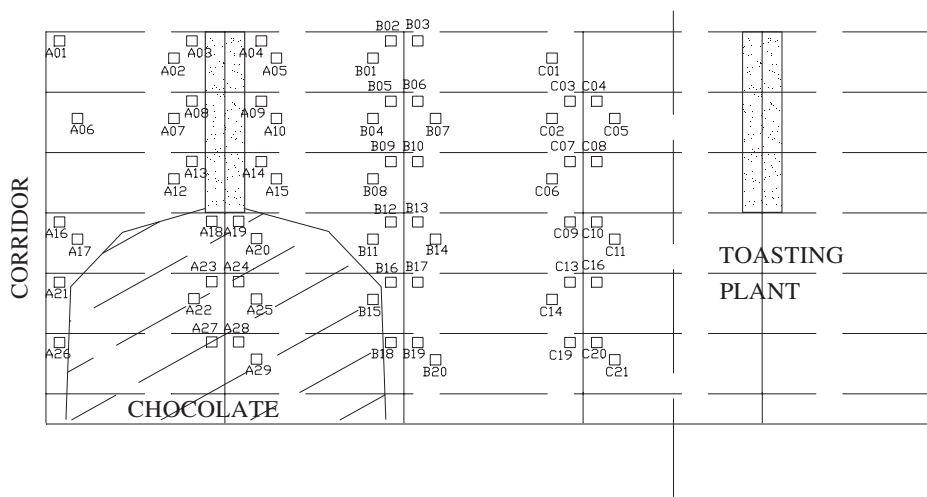 B02 B03
A01 A03 A04
A02 A05 B01 C01
B05 B06 C03 C04
A08 A09
A06 A07 A10 B04 B07 C02 C05
B09 B10 C07 C08
A13 A14
A12 A15 B08 C06
CORRIDOR
B12 B13
A16 A18 A19 C09 C10
A17 A20 B11 B14 C11
TOASTING
PLANT
A23 A24 B16 B17 C13 C16
A21 A22 A25 B15 C14
A27 A28
A26 B18 B19 C19 C20
A29 B20 C21
CHOCOLATE